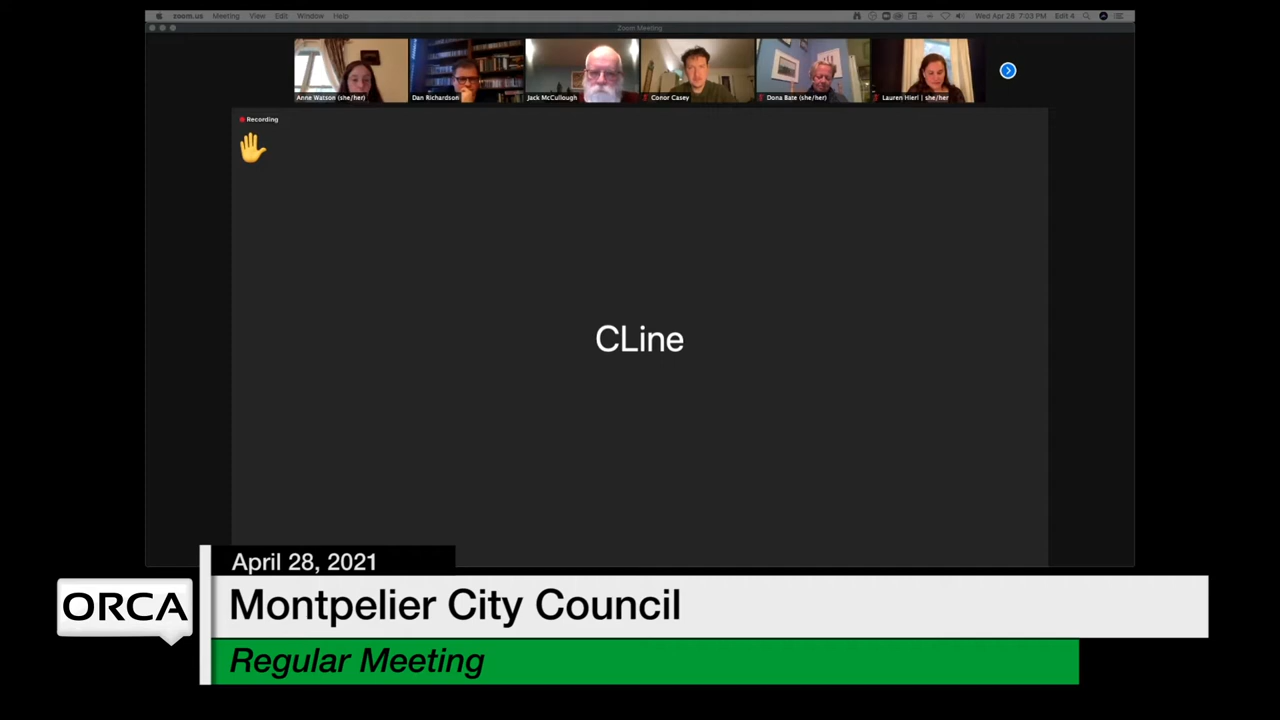 zoom.us Meeting View Edit Window Help Wed Apr 28 7:03 PM Edit 4
Zoom Meeting
Anne Watson (she/her) Dan Richardson Jack McCullough Conor Casey Dona Bate (she/her) Lauren Hierl | she/her
Recording
CLine
April 28, 2021
ORCA
Montpelier City Council
Regular Meeting